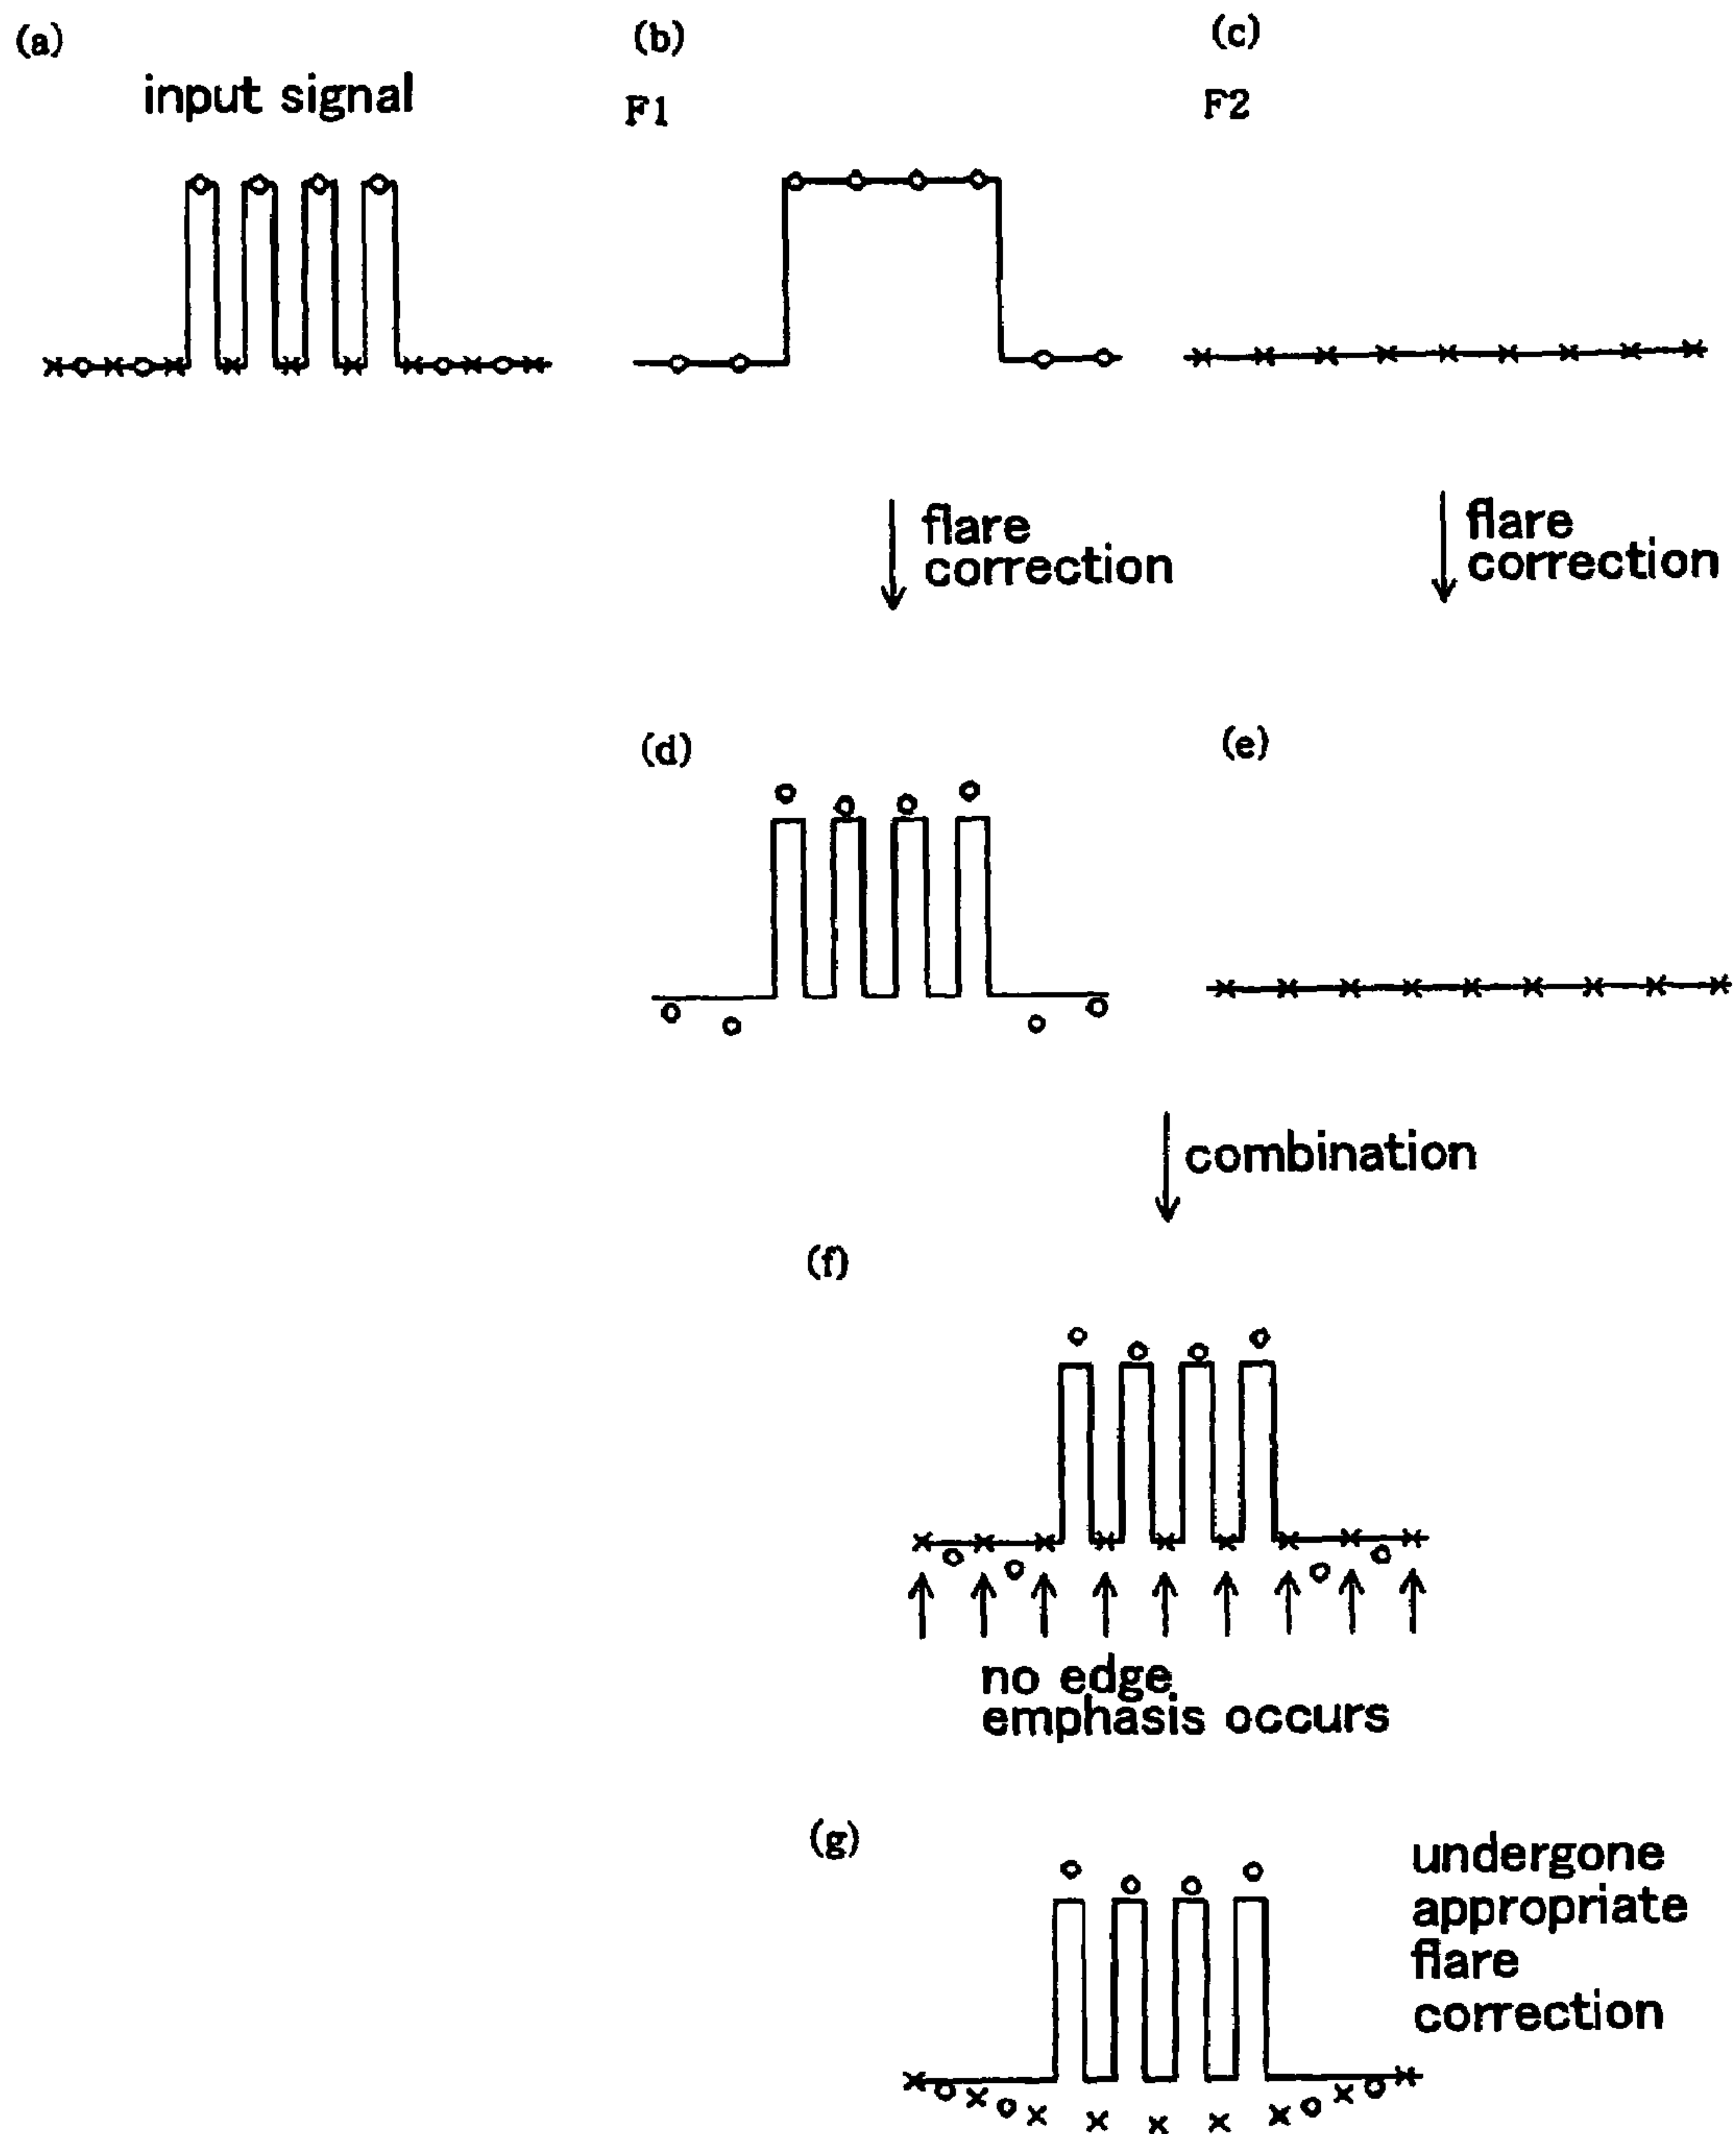 (a)
input signal
(b)
F1
(c)
F2
flare
correction
flare
correction
(d)
(e)
combination
(f)
no edge
emphasis occurs
(g)
undergone
appropriate
flare
correction